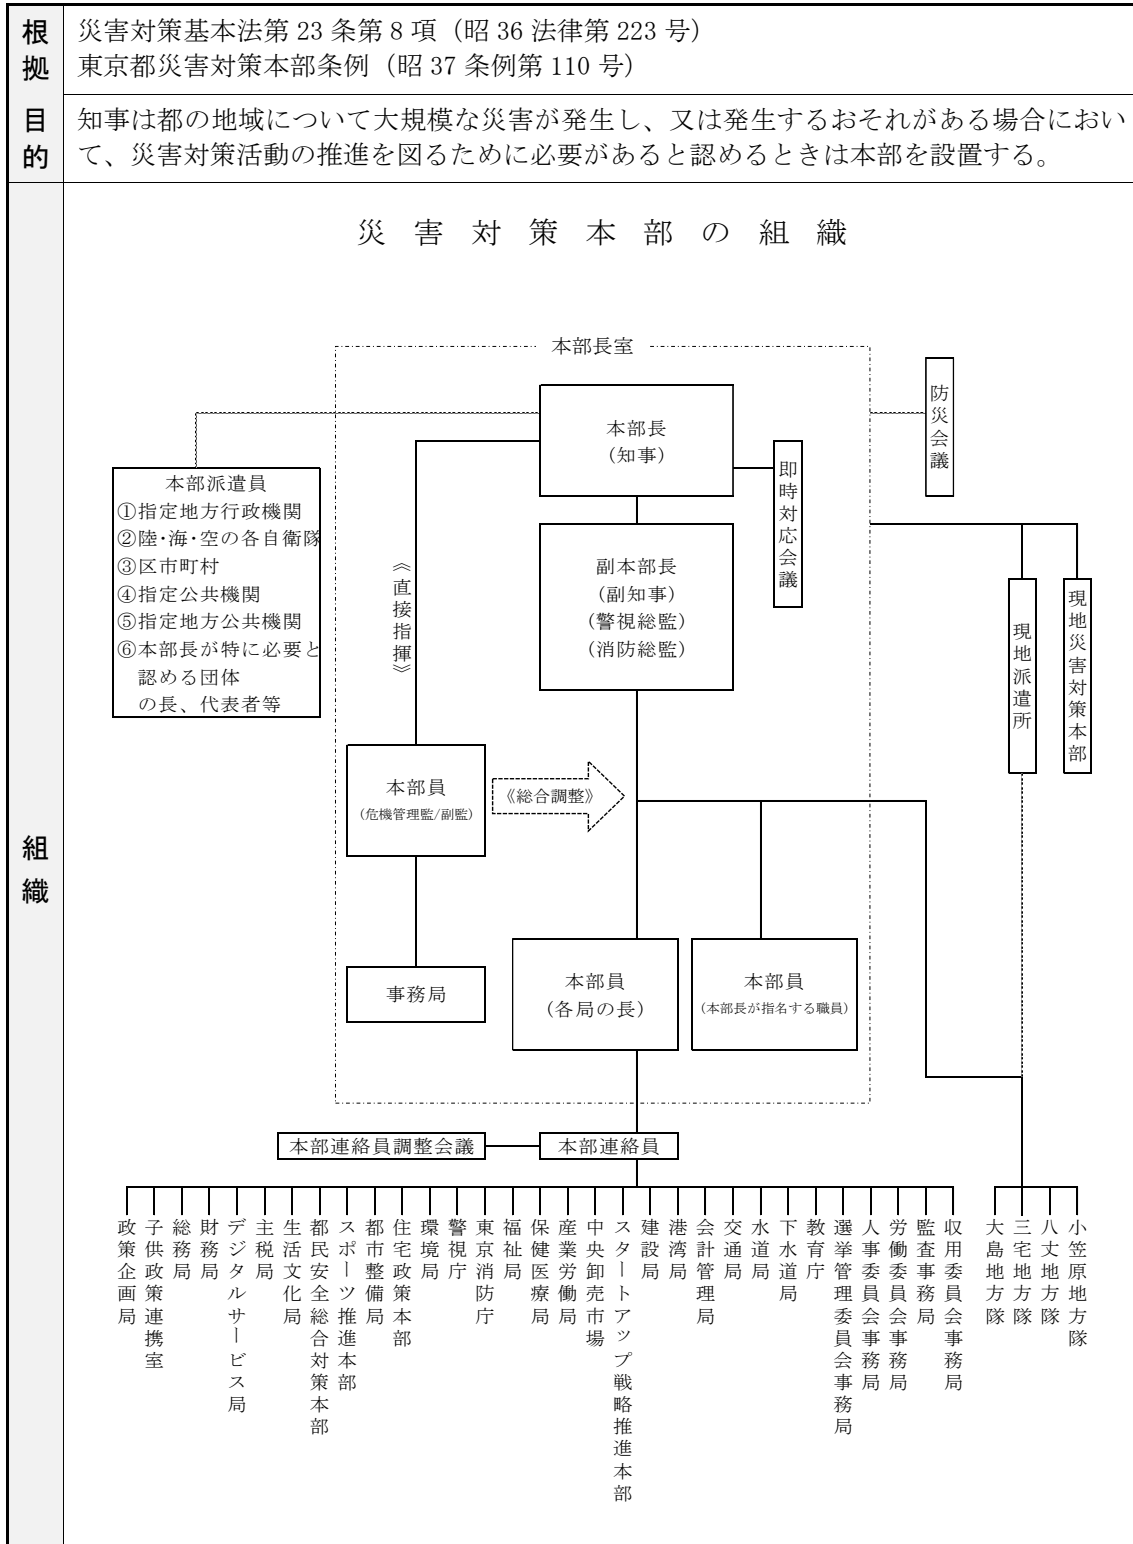 根拠
災害対策基本法第 23 条第 8 項（昭 36 法律第 223 号）
東京都災害対策本部条例（昭 37 条例第 110 号）
目的
知事は都の地域について大規模な災害が発生し、又は発生するおそれがある場合におい
て、災害対策活動の推進を図るために必要があると認めるときは本部を設置する。
組織
災害対策本部の組織
本部長室
防災会議
本部長
（知事）
即時対応会議
本部派遣員
①指定地方行政機関
②陸･海･空の各自衛隊
③区市町村
④指定公共機関
⑤指定地方公共機関
⑥本部長が特に必要と
認める団体
の長、代表者等
《直接指揮》
副本部長
（副知事）
（警視総監）
（消防総監）
現地派遣所
現地災害対策本部
本部員
（危機管理監/副監）
《総合調整》
事務局
本部員
（各局の長）
本部員
（本部長が指名する職員）
本部連絡員調整会議
本部連絡員
政策企画局
子供政策連携室
総務局
財務局
デジタルサービス局
主税局
生活文化局
都民安全総合対策本部
スポーツ推進本部
都市整備局
住宅政策本部
環境局
警視庁
東京消防庁
福祉局
保健医療局
産業労働局
中央卸売市場
スタートアップ戦略推進本部
建設局
港湾局
会計管理局
交通局
水道局
下水道局
教育庁
選挙管理委員会事務局
人事委員会事務局
労働委員会事務局
監査事務局
収用委員会事務局
大島地方隊
三宅地方隊
八丈地方隊
小笠原地方隊